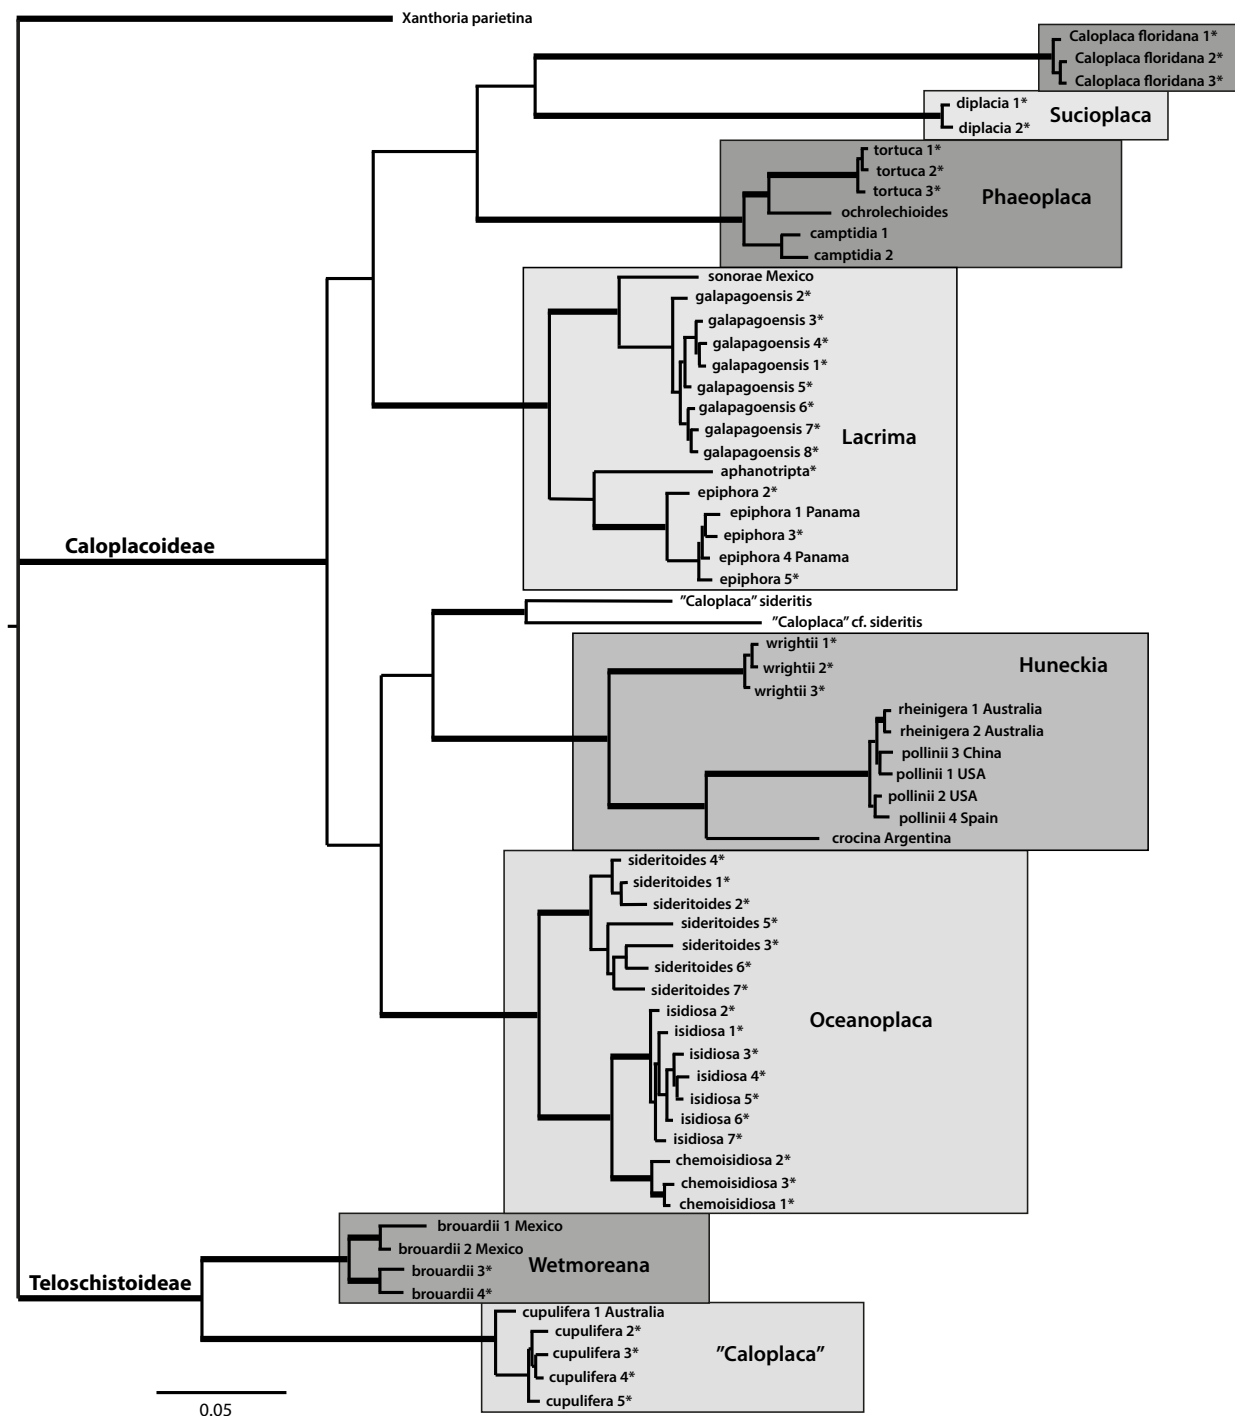 Xanthoria parietina
Caloplaca floridana 1*
Caloplaca floridana 2*
Caloplaca floridana 3*
diplacia 1*
Sucioplaca
diplacia 2*
tortuca 1*
tortuca 2*
tortuca 3*
Phaeoplaca
ochrolechioides
camptidia 1
camptidia 2
sonorae Mexico
galapagoensis 2*
galapagoensis 3*
galapagoensis 4*
galapagoensis 1*
galapagoensis 5*
galapagoensis 6*
galapagoensis 7*
Lacrima
galapagoensis 8*
aphanotripta*
epiphora 2*
epiphora 1 Panama
epiphora 3*
Caloplacoideae
epiphora 4 Panama
epiphora 5*
"Caloplaca" sideritis
"Caloplaca" cf. sideritis
wrightii 1*
wrightii 2*
Huneckia
wrightii 3*
rheinigera 1 Australia
rheinigera 2 Australia
pollinii 3 China
pollinii 1 USA
pollinii 2 USA
pollinii 4 Spain
crocina Argentina
sideritoides 4*
sideritoides 1*
sideritoides 2*
sideritoides 5*
sideritoides 3*
sideritoides 6*
sideritoides 7*
isidiosa 2*
Oceanoplaca
isidiosa 1*
isidiosa 3*
isidiosa 4*
isidiosa 5*
isidiosa 6*
isidiosa 7*
chemoisidiosa 2*
chemoisidiosa 3*
chemoisidiosa 1*
brouardii 1 Mexico
brouardii 2 Mexico
Wetmoreana
brouardii 3*
Teloschistoideae
brouardii 4*
cupulifera 1 Australia
cupulifera 2*
cupulifera 3*
"Caloplaca"
cupulifera 4*
cupulifera 5*
0.05